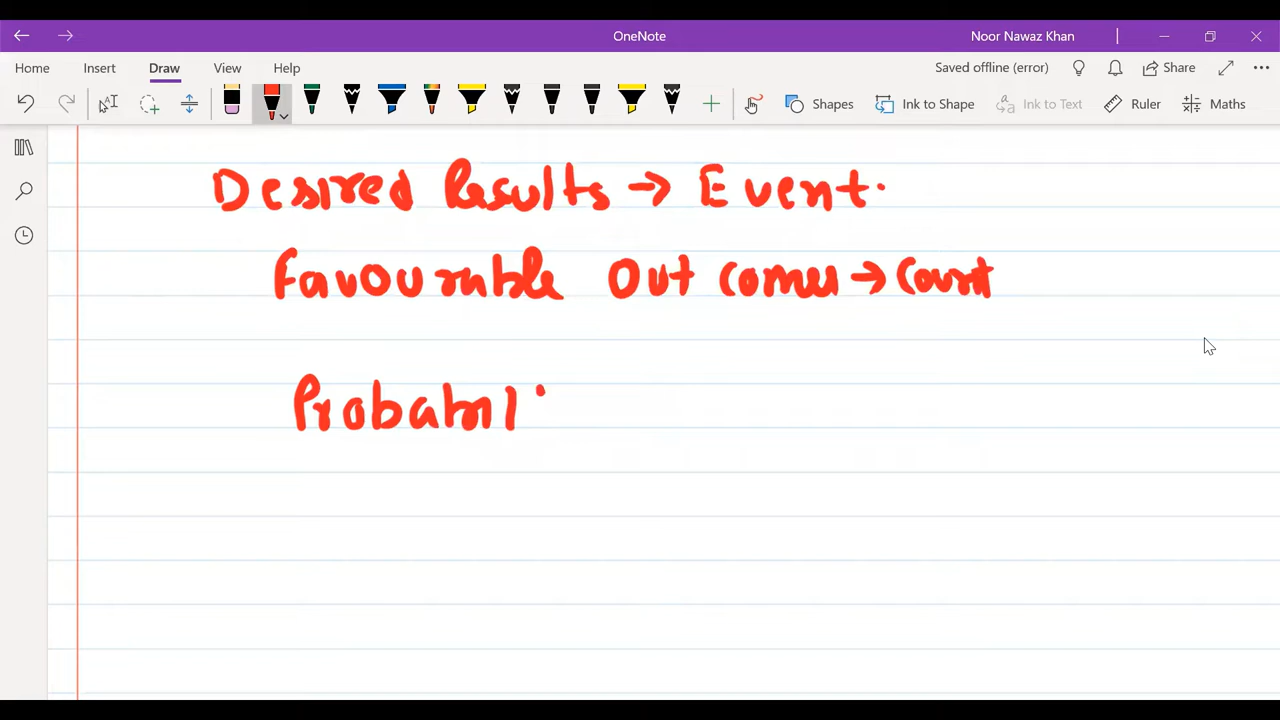 OneNote
Noor Nawaz Khan
Home Insert Draw View Help
Saved offline (error)
Share
Shapes
Ink to Shape
Ink to Text
Ruler
Maths
Desired Results → Event.
Favourable Out comes → Count
Probabil